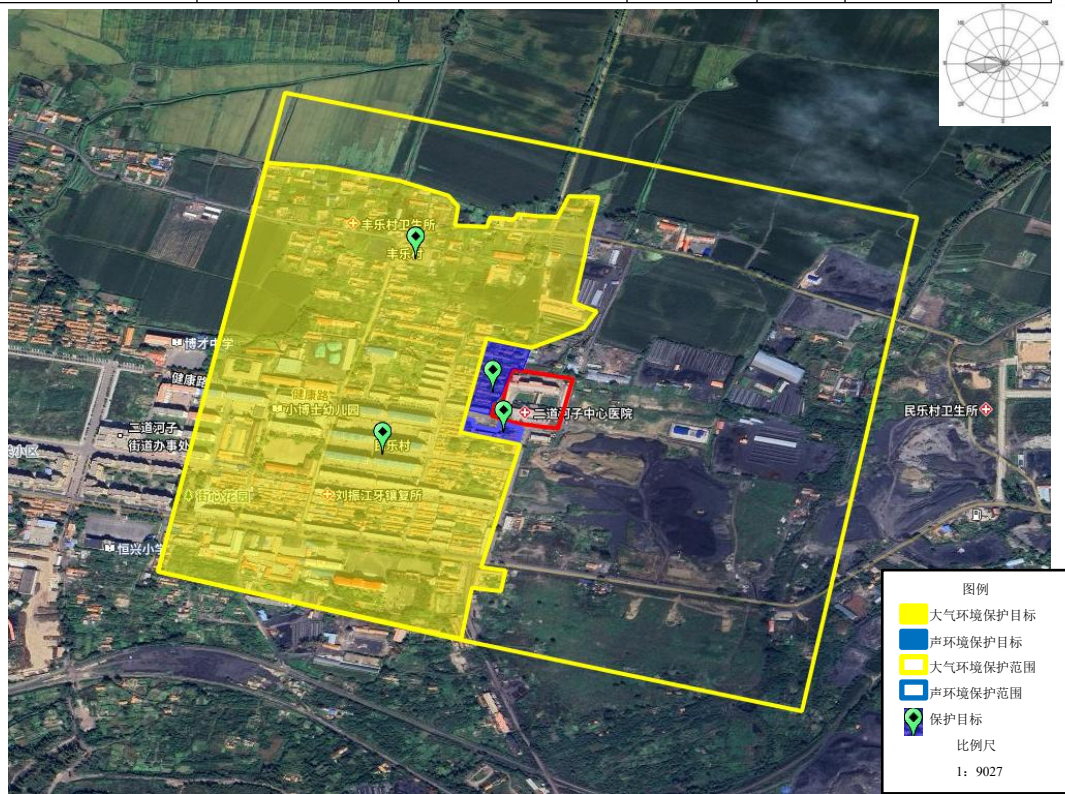 丰乐村卫生所
丰乐村
博才中学
健康路
健康路
小博士幼儿园
二道河子中心医院
民乐村卫生所
二道河子
街道办事处
乐村
小区
街心花园
刘振江牙镶复所
恒兴小学
图例
大气环境保护目标
声环境保护目标
大气环境保护范围
声环境保护范围
保护目标
比例尺
1：9027